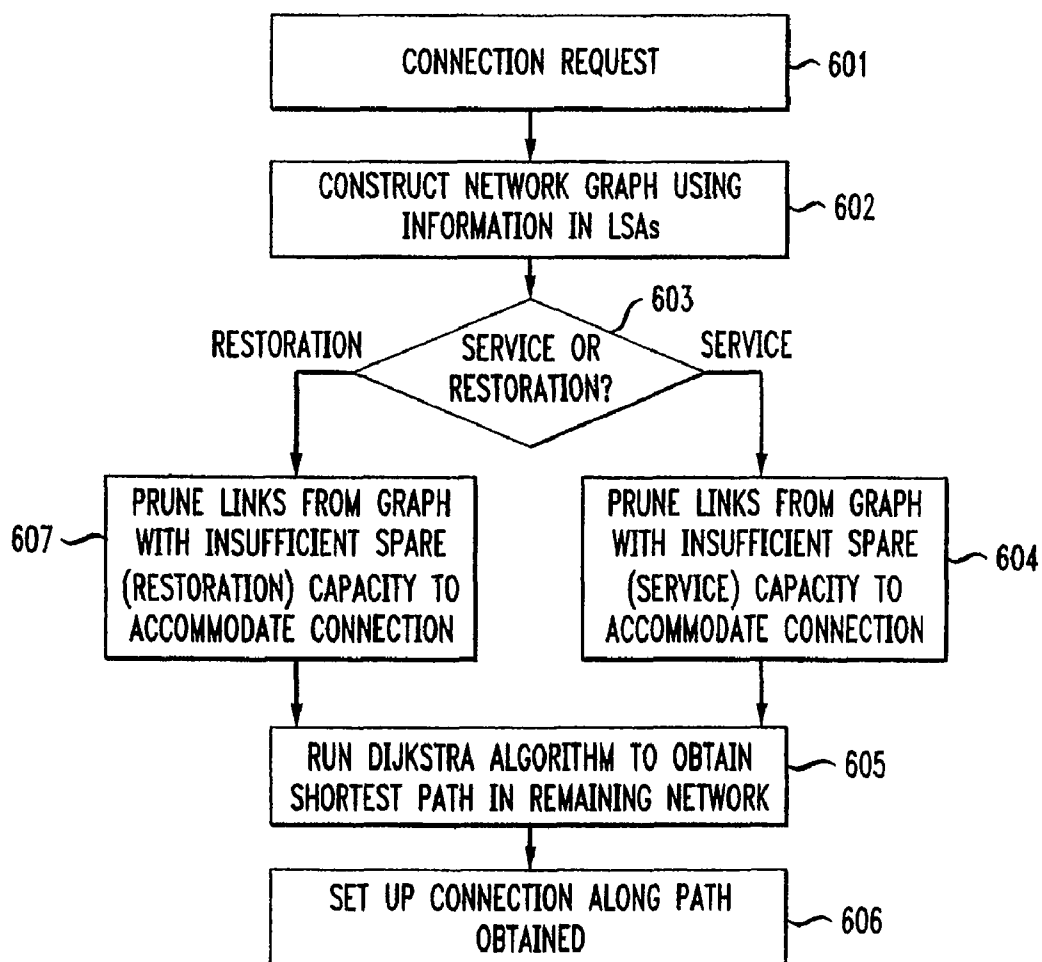 CONNECTION REQUEST
601
CONSTRUCT NETWORK GRAPH USING
INFORMATION IN LSAs
602
603
RESTORATION
SERVICE OR
RESTORATION?
SERVICE
607
PRUNE LINKS FROM GRAPH
WITH INSUFFICIENT SPARE
(RESTORATION) CAPACITY TO
ACCOMMODATE CONNECTION
PRUNE LINKS FROM GRAPH
WITH INSUFFICIENT SPARE
(SERVICE) CAPACITY TO
ACCOMMODATE CONNECTION
604
RUN DIJKSTRA ALGORITHM TO OBTAIN
SHORTEST PATH IN REMAINING NETWORK
605
SET UP CONNECTION ALONG PATH
OBTAINED
606